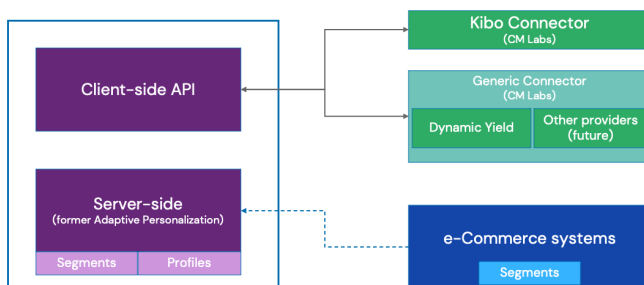 Kibo Connector
(CM Labs)
Client-side API
Generic Connector
(CM Labs)
Dynamic Yield
Other providers
(future)
Server-side
(former Adaptive Personalization)
Segments
Profiles
e-Commerce systems
Segments